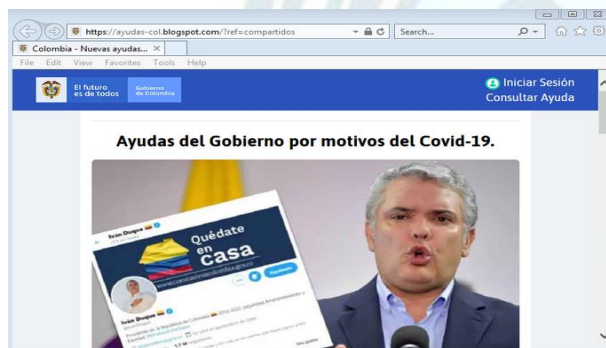 https://ayudas-col.blogspot.com/?ref=compartidos
Search...
Colombia - Nuevas ayudas...
File Edit View Favorites Tools Help
El futuro
es de todos
Gobierno
de Colombia
Iniciar Sesión
Consultar Ayuda
Ayudas del Gobierno por motivos del Covid-19.
Iván Duque
Quédate
en
casa
Iván Duque